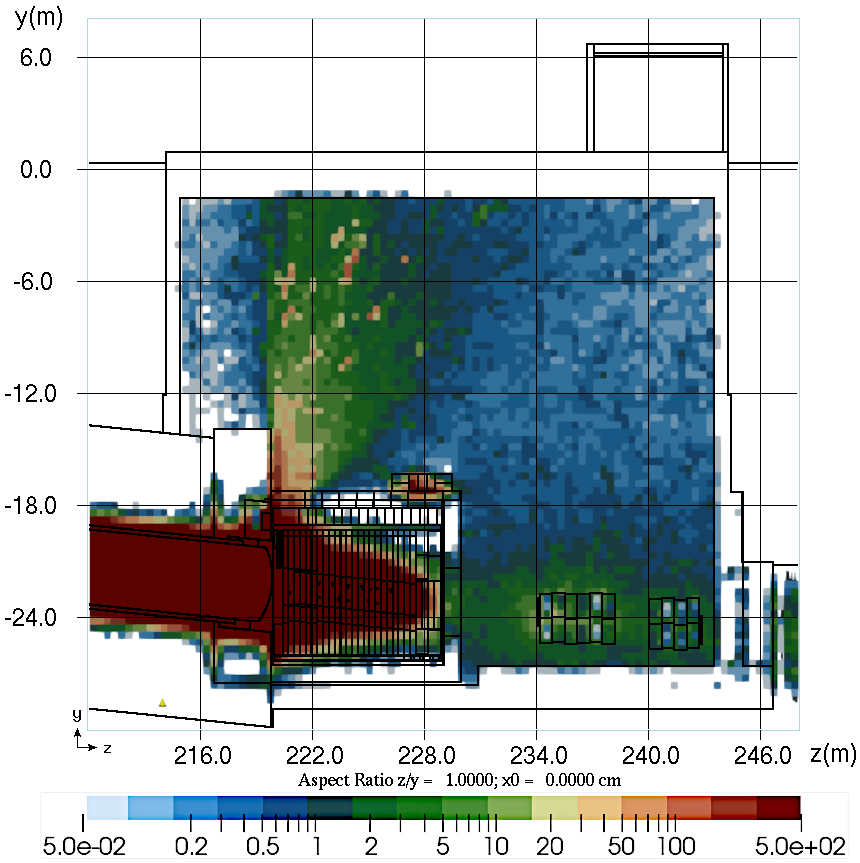 y(m)
6.0
0.0
-6.0
-12.0
-18.0
-24.0
y
z
216.0 222.0 228.0 234.0 240.0 246.0 z(m)
Aspect Ratio z/y = 1.0000; x0 = 0.0000 cm
5.0e-02 0.2 0.5 1 2 5 10 20 50 100 5.0e+02